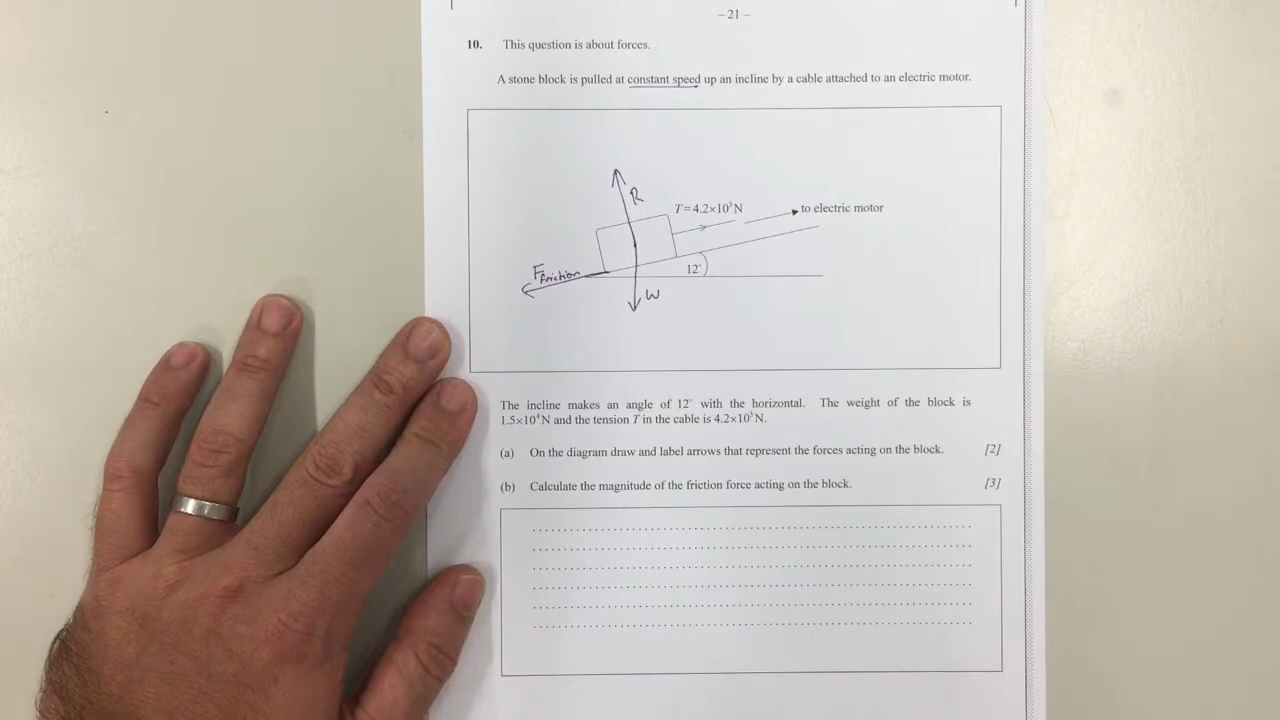 – 21 –
10. This question is about forces.
A stone block is pulled at constant speed up an incline by a cable attached to an electric motor.
R
T=4.2×10³N
to electric motor
Ffriction
12°
W
The incline makes an angle of 12° with the horizontal. The weight of the block is
1.5×10⁴N and the tension T in the cable is 4.2×10³N.
(a) On the diagram draw and label arrows that represent the forces acting on the block. [2]
(b) Calculate the magnitude of the friction force acting on the block. [3]